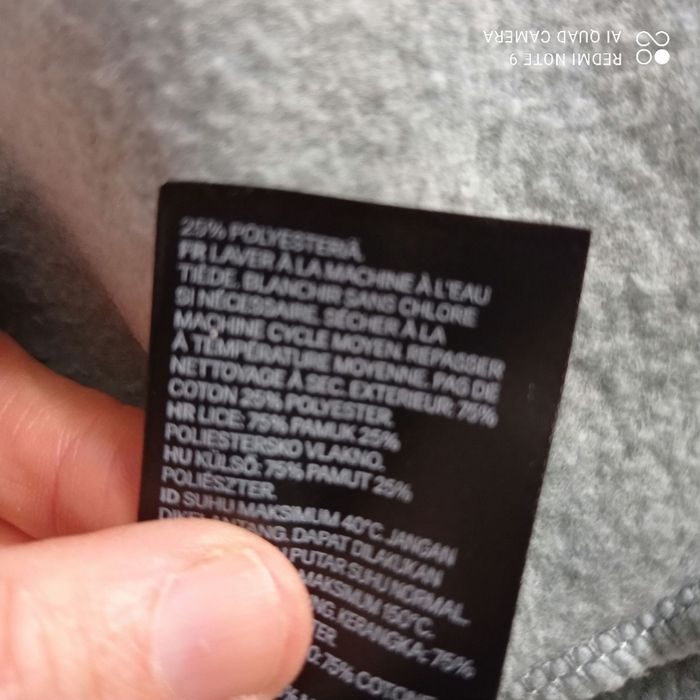 25% POLYESTERIÄ.
FR LAVER À LA MACHINE À L'EAU
TIÈDE. BLANCHIR SANS CHLORE
SI NÉCESSAIRE. SÉCHER À LA
MACHINE CYCLE MOYEN. REPASSER
À TEMPÉRATURE MOYENNE. PAS DE
NETTOYAGE À SEC. EXTERIEUR: 75%
COTON 25% POLYESTER.
HR LICE: 75% PAMUK 25%
POLIESTERSKO VLAKNO.
HU KÜLSŐ: 75% PAMUT 25%
POLIÉSZTER.
ID SUHU MAKSIMUM 40°C. JANGAN
DAPAT DILAKUKAN
PUTAR SUHU NORMAL.
MAKSIMUM 150°C.
KERANGKA: 75%
75% COTONE
REDMI NOTE 9
AI QUAD CAMERA